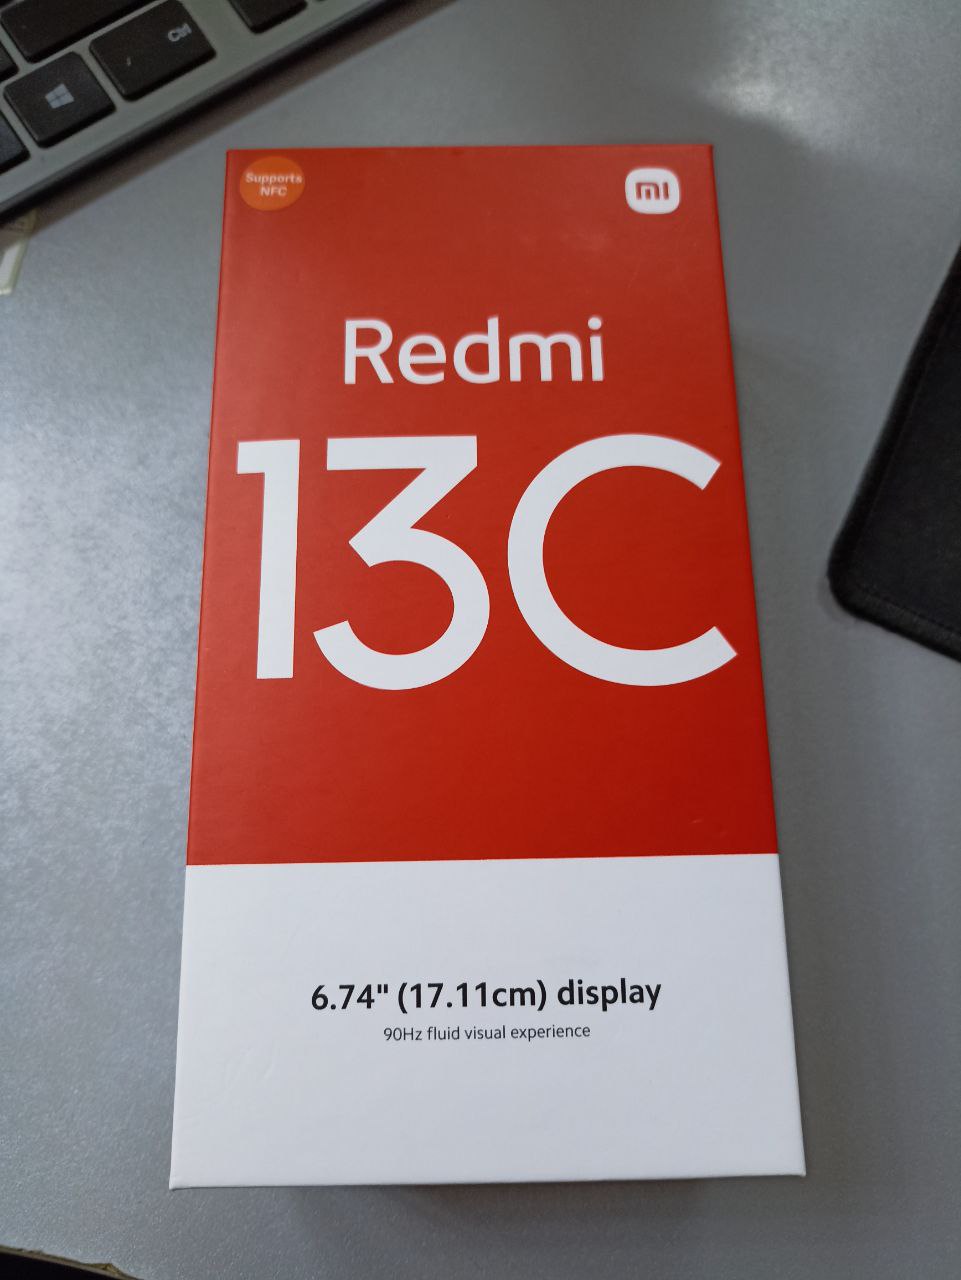 Ctrl
Supports
NFC
mi
Redmi
13C
6.74" (17.11cm) display
90Hz fluid visual experience